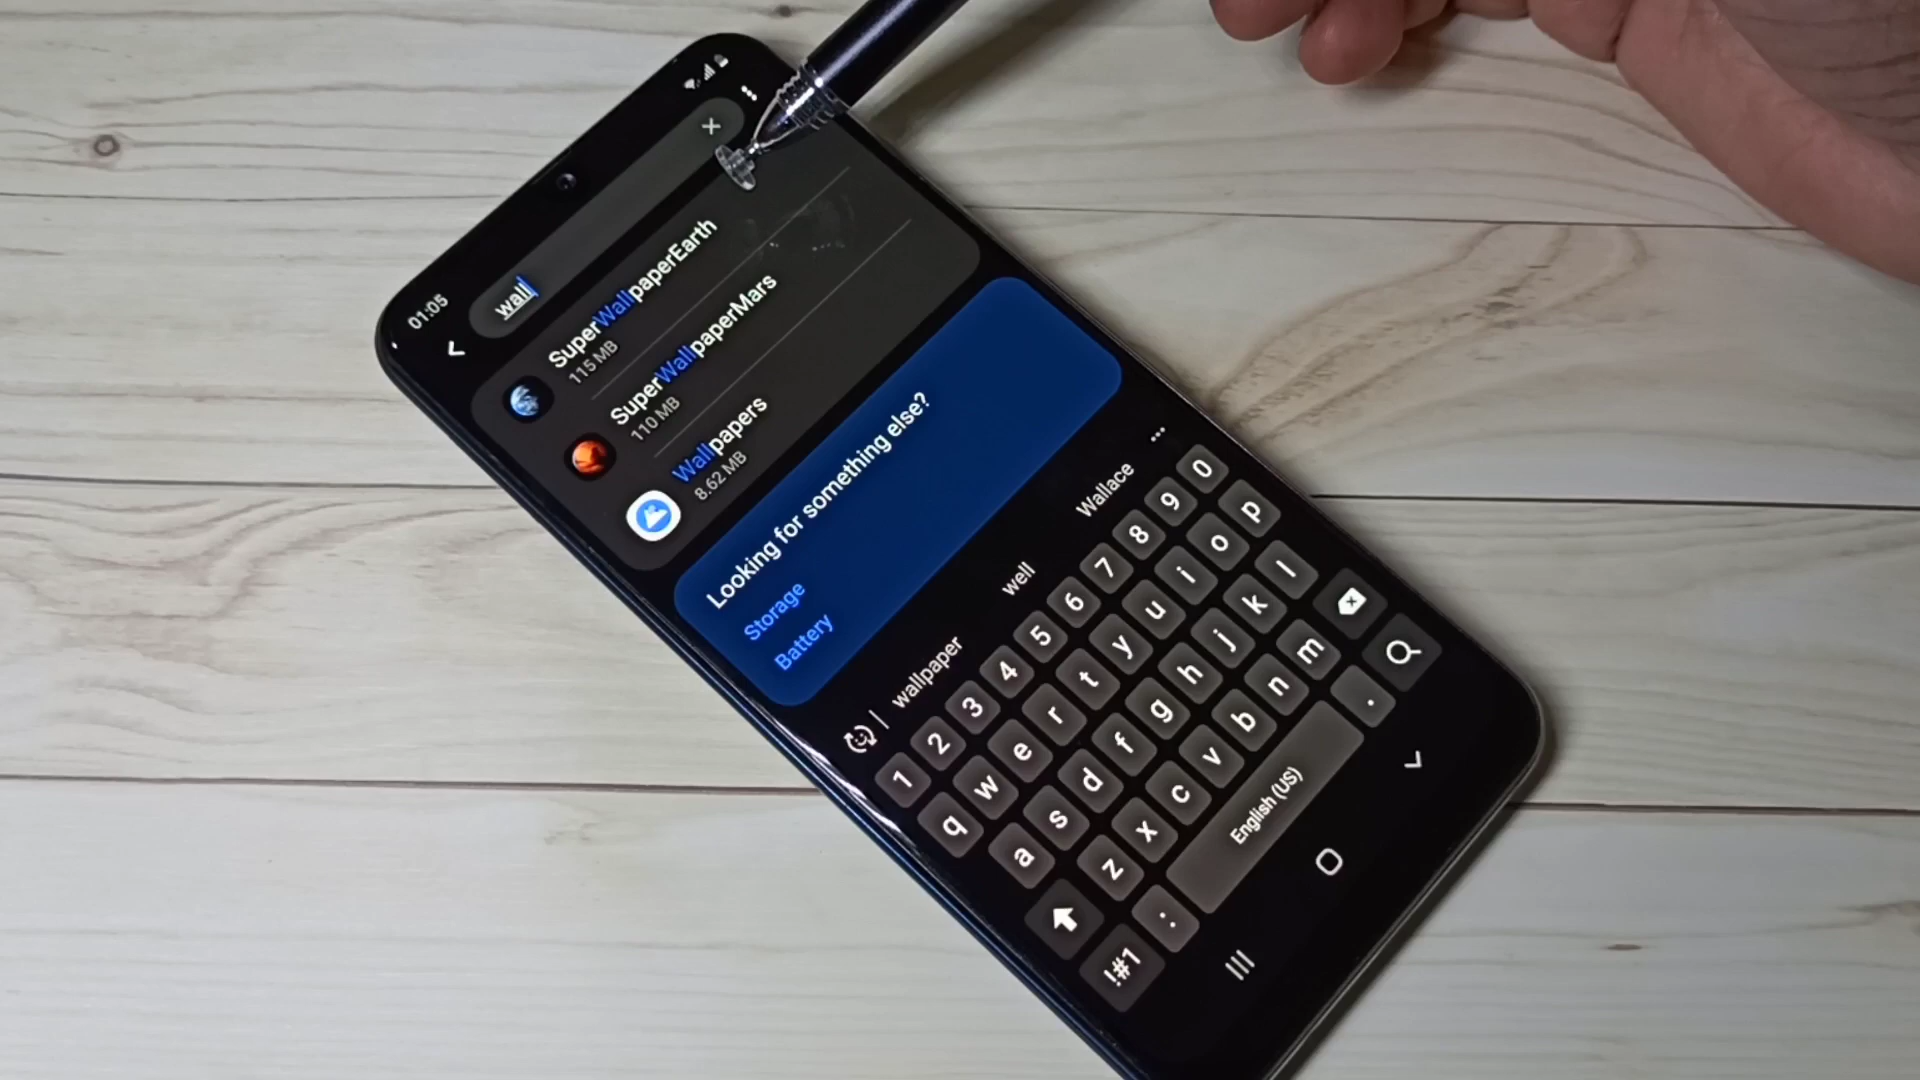 01:05
wall
SuperWallpaperEarth
115 MB
SuperWallpaperMars
110 MB
Wallpapers
8.62 MB
Looking for something else?
Storage
Battery
wallpaper well Wallace
1 2 3 4 5 6 7 8 9 0
q w e r t y u i o p
a s d f g h j k l
z x c v b n m
!#1 : English (US) .